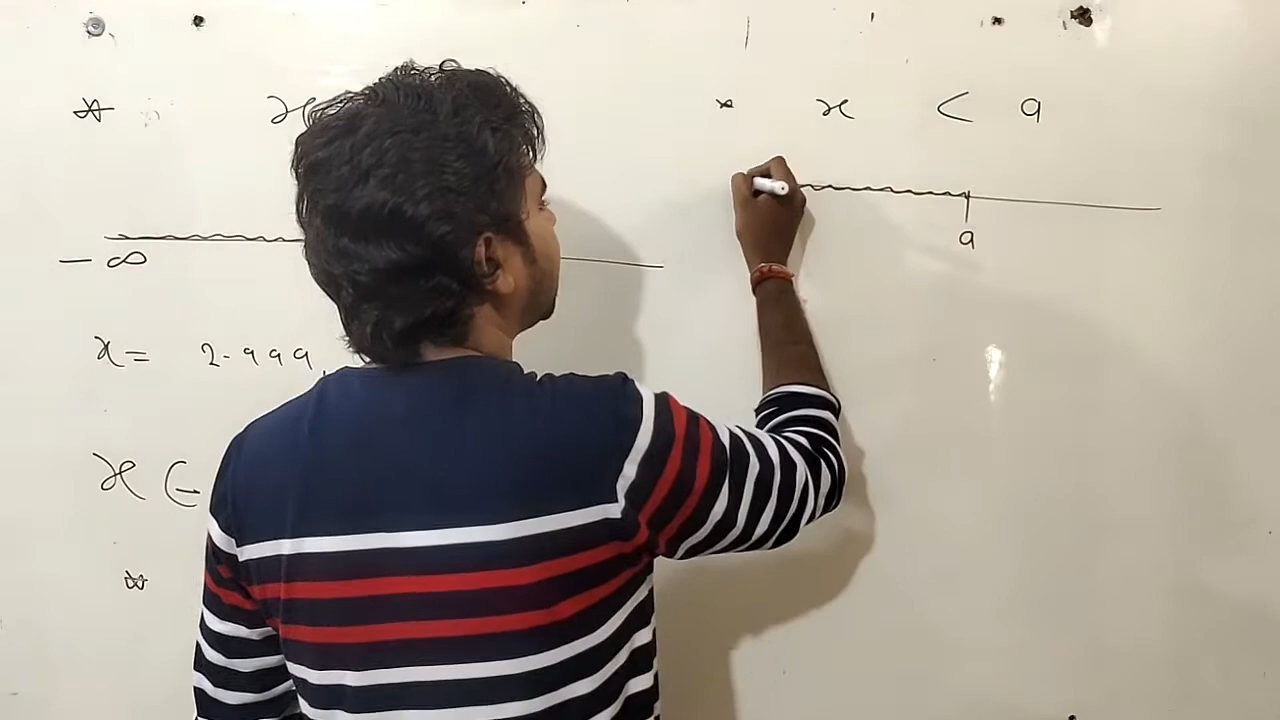 x
-∞
x = 2.999,
x ∈
x < a
a